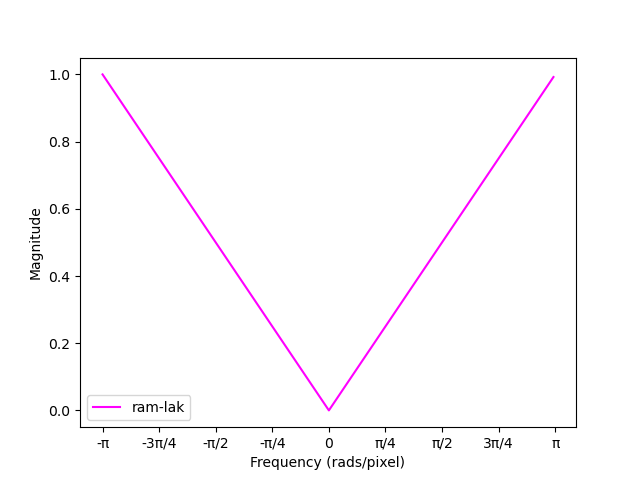 1.0
0.8
0.6
0.4
0.2
0.0
Magnitude
ram-lak
-π -3π/4 -π/2 -π/4 0 π/4 π/2 3π/4 π
Frequency (rads/pixel)